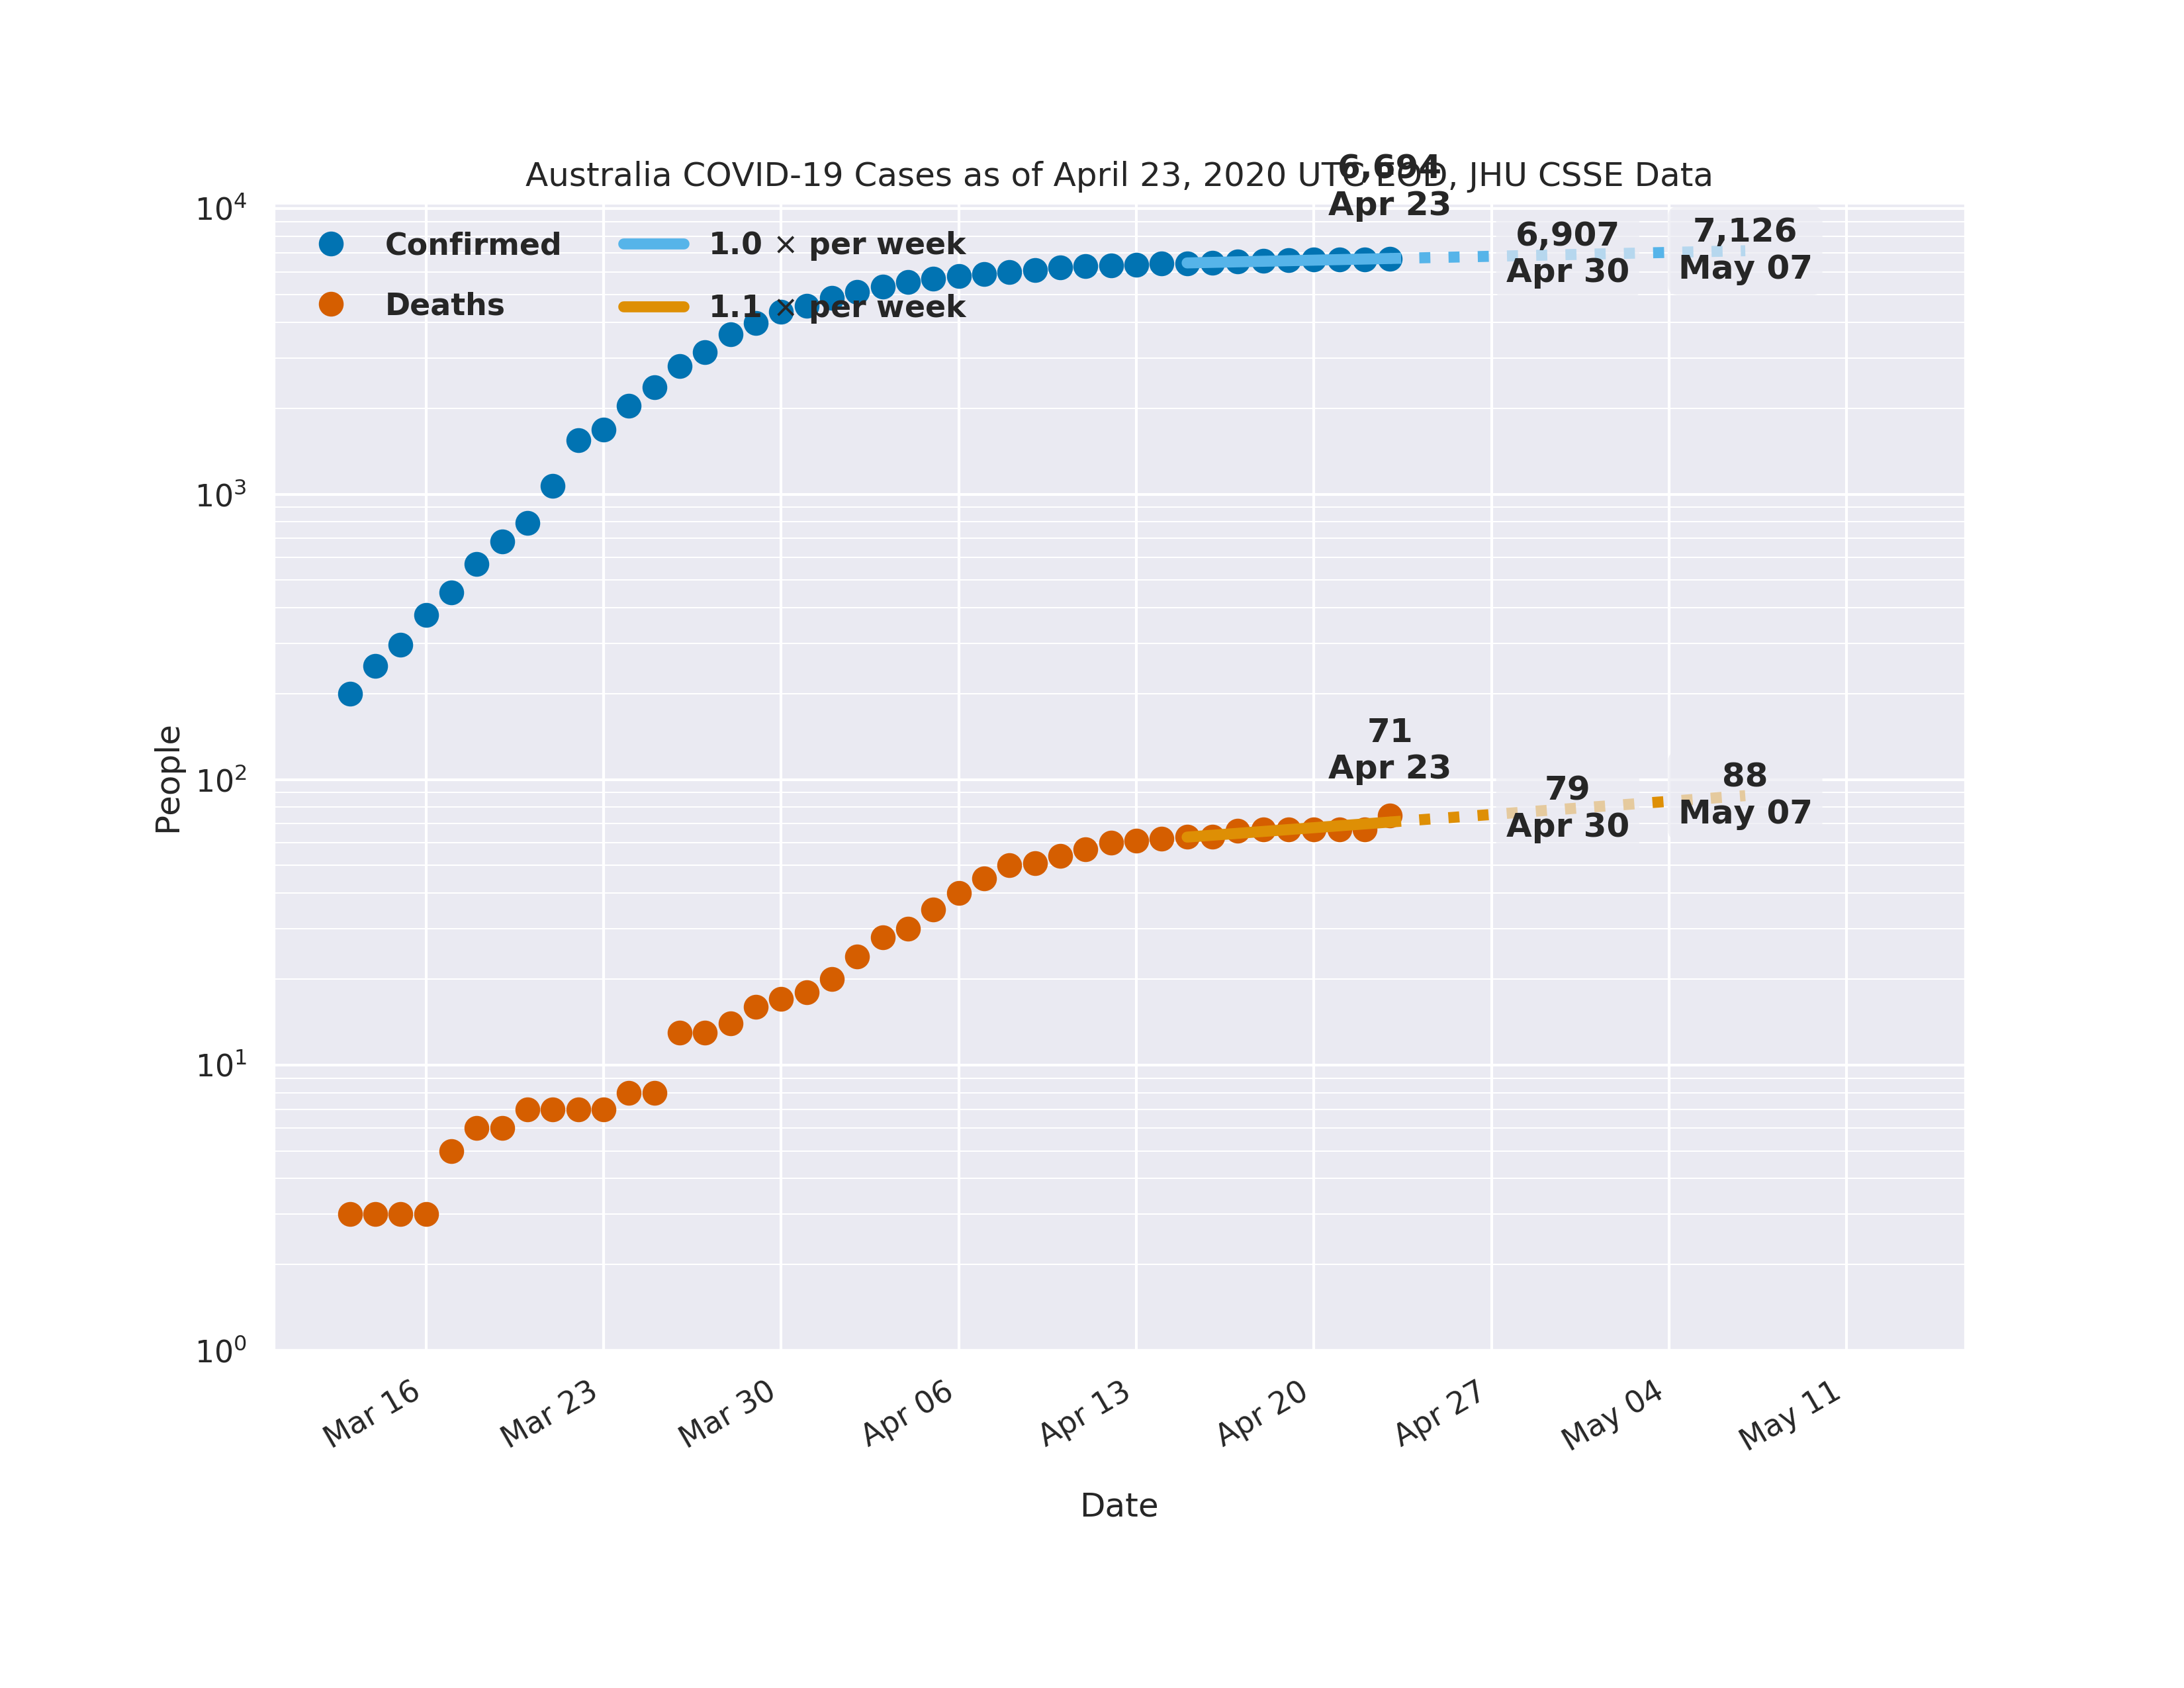 Australia COVID-19 Cases as of April 23, 2020 UTC EOD, JHU CSSE Data
6,694
Apr 23
10⁴
Confirmed
1.0 × per week
Deaths
1.1 × per week
6,907
Apr 30
7,126
May 07
10³
71
Apr 23
10²
79
Apr 30
88
May 07
People
10¹
10⁰
Mar 16
Mar 23
Mar 30
Apr 06
Apr 13
Apr 20
Apr 27
May 04
May 11
Date